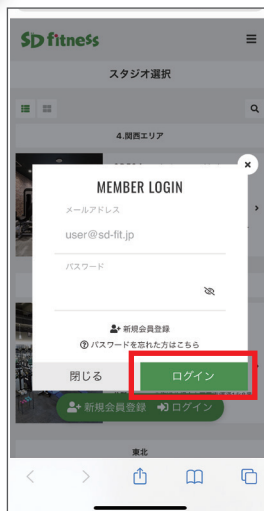 SD fitness
スタジオ選択
4.関西エリア
MEMBER LOGIN
メールアドレス
user@sd-fit.jp
パスワード
新規会員登録
パスワードを忘れた方はこちら
閉じる
ログイン
新規会員登録 ログイン
東北